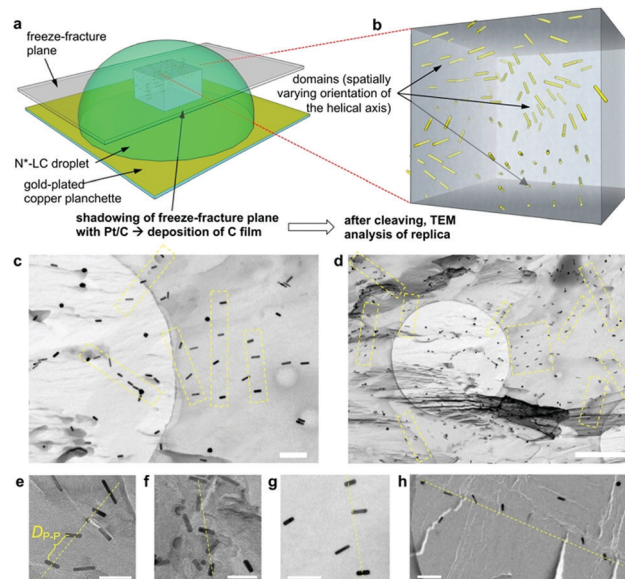 a
freeze-fracture
plane
N*-LC droplet
gold-plated
copper planchette
shadowing of freeze-fracture plane
with Pt/C → deposition of C film
b
domains (spatially
varying orientation of
the helical axis)
after cleaving, TEM
analysis of replica
c
d
e
DP-P
f
g
h